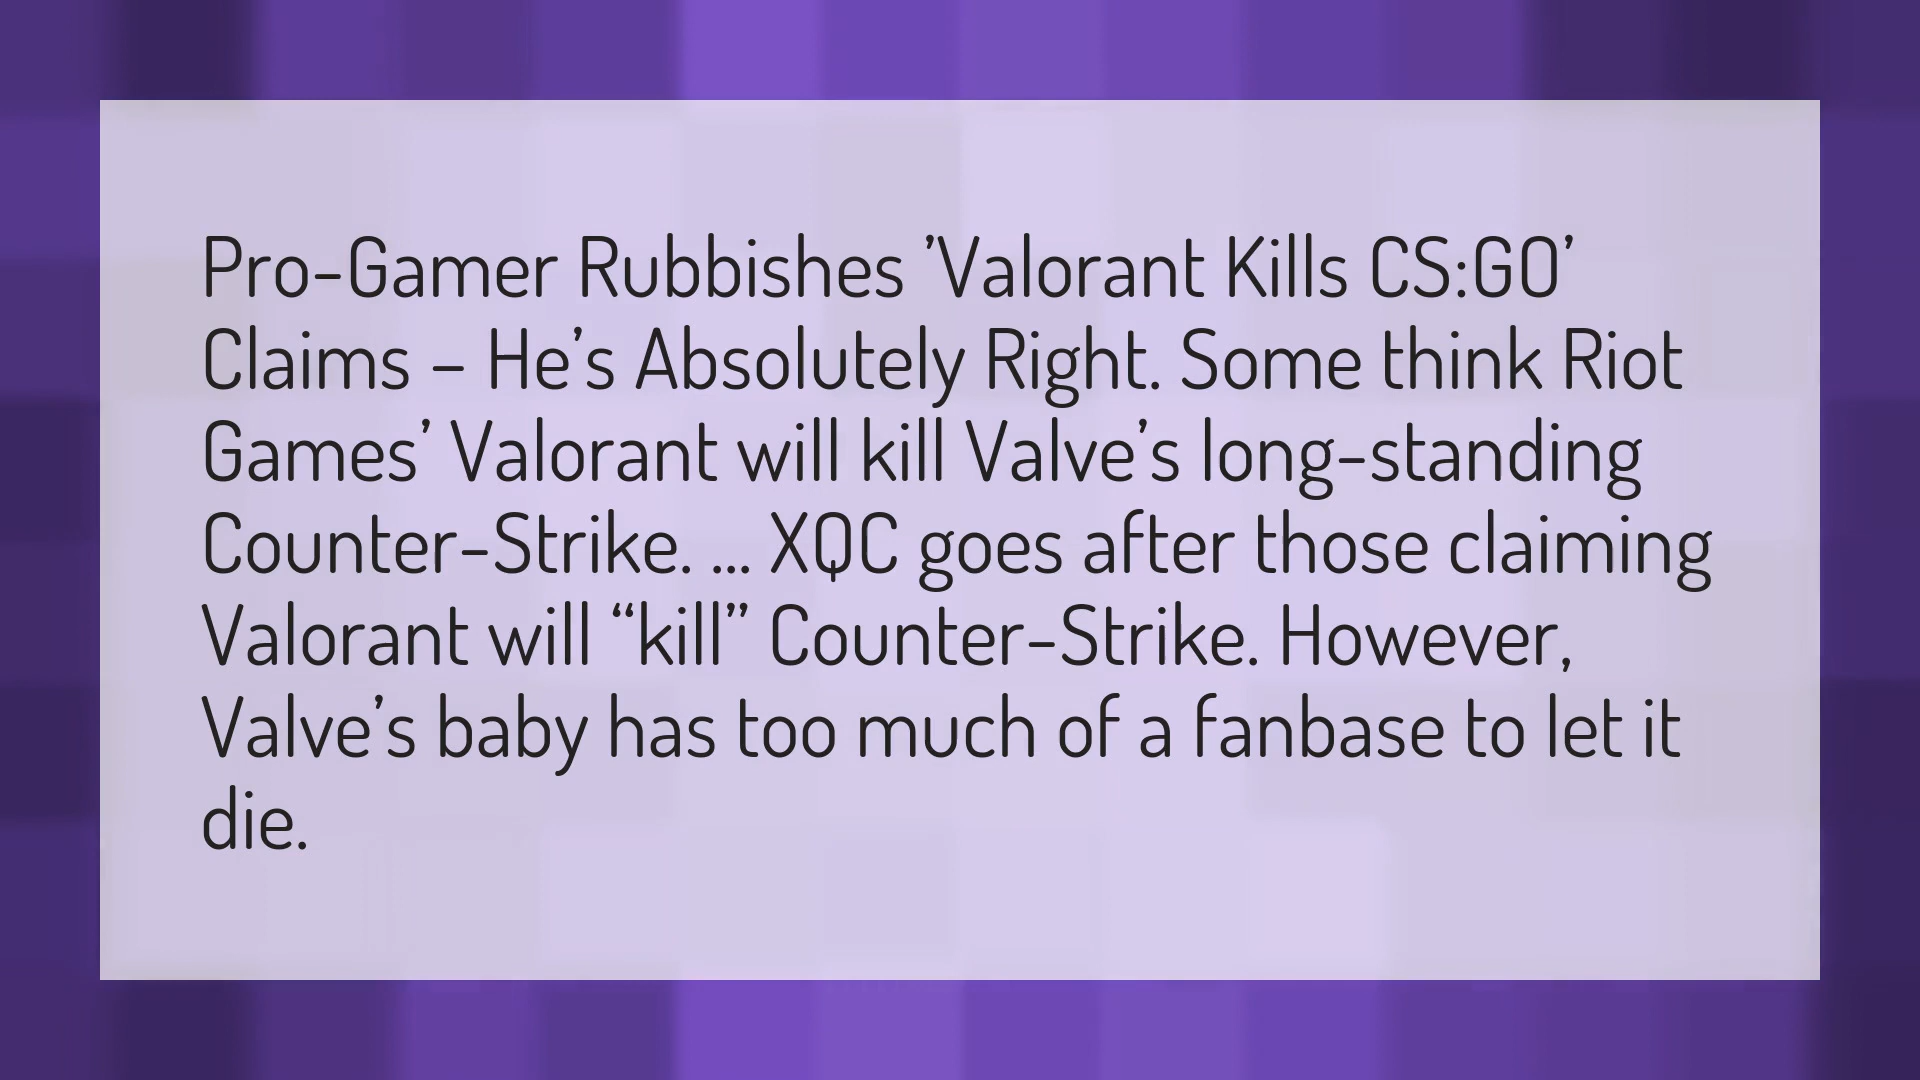 Pro-Gamer Rubbishes ’Valorant Kills CS:GO’
Claims – He’s Absolutely Right. Some think Riot
Games’ Valorant will kill Valve’s long-standing
Counter-Strike. ... XQC goes after those claiming
Valorant will “kill” Counter-Strike. However,
Valve’s baby has too much of a fanbase to let it
die.